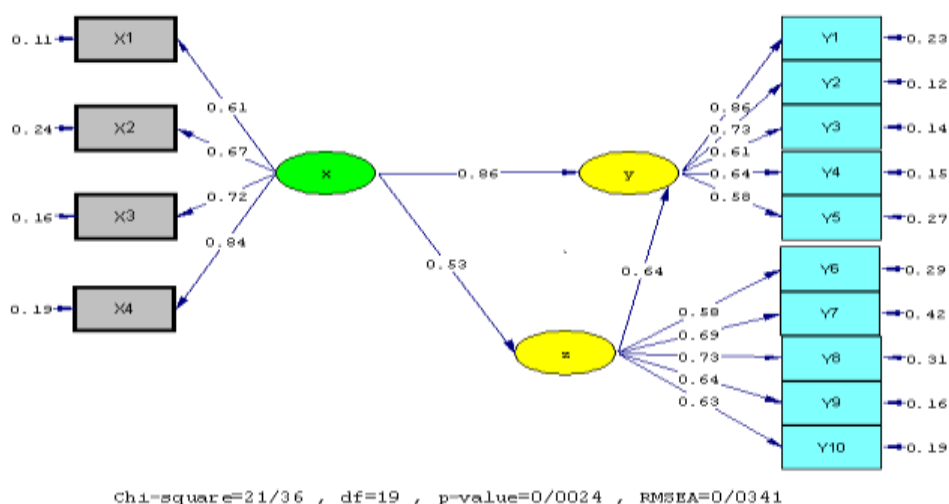 0.11 X1
0.24 X2
0.16 X3
0.19 X4
0.61
0.67
0.72
0.84
x
0.86
0.53
y
0.64
z
0.86
0.73
0.61
0.64
0.58
Y1 0.23
Y2 0.12
Y3 0.14
Y4 0.15
Y5 0.27
0.58
0.69
0.73
0.64
0.63
Y6 0.29
Y7 0.42
Y8 0.31
Y9 0.16
Y10 0.19
Chi-square=21/36 , df=19 , p-value=0/0024 , RMSEA=0/0341